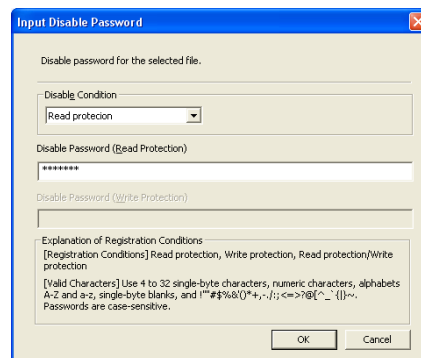 Input Disable Password
Disable password for the selected file.
Disable Condition
Read protecion
Disable Password (Read Protection)
*******
Disable Password (Write Protection)
Explanation of Registration Conditions
[Registration Conditions] Read protection, Write protection, Read protection/Write
protection
[Valid Characters] Use 4 to 32 single-byte characters, numeric characters, alphabets
A-Z and a-z, single-byte blanks, and !""#$%&'()*+,-./:;<=>?@[^_`{|}~.
Passwords are case-sensitive.
OK Cancel